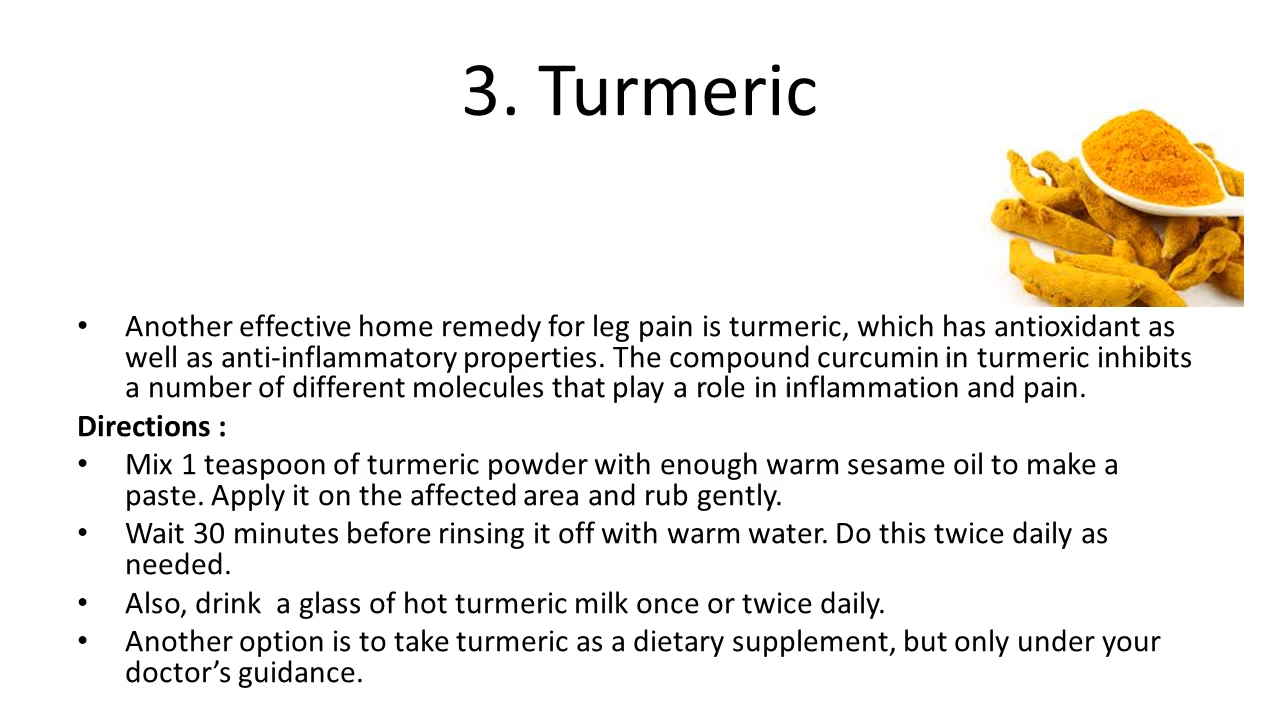 3. Turmeric
• Another effective home remedy for leg pain is turmeric, which has antioxidant as
well as anti-inflammatory properties. The compound curcumin in turmeric inhibits
a number of different molecules that play a role in inflammation and pain.
Directions :
• Mix 1 teaspoon of turmeric powder with enough warm sesame oil to make a
paste. Apply it on the affected area and rub gently.
• Wait 30 minutes before rinsing it off with warm water. Do this twice daily as
needed.
• Also, drink  a glass of hot turmeric milk once or twice daily.
• Another option is to take turmeric as a dietary supplement, but only under your
doctor’s guidance.